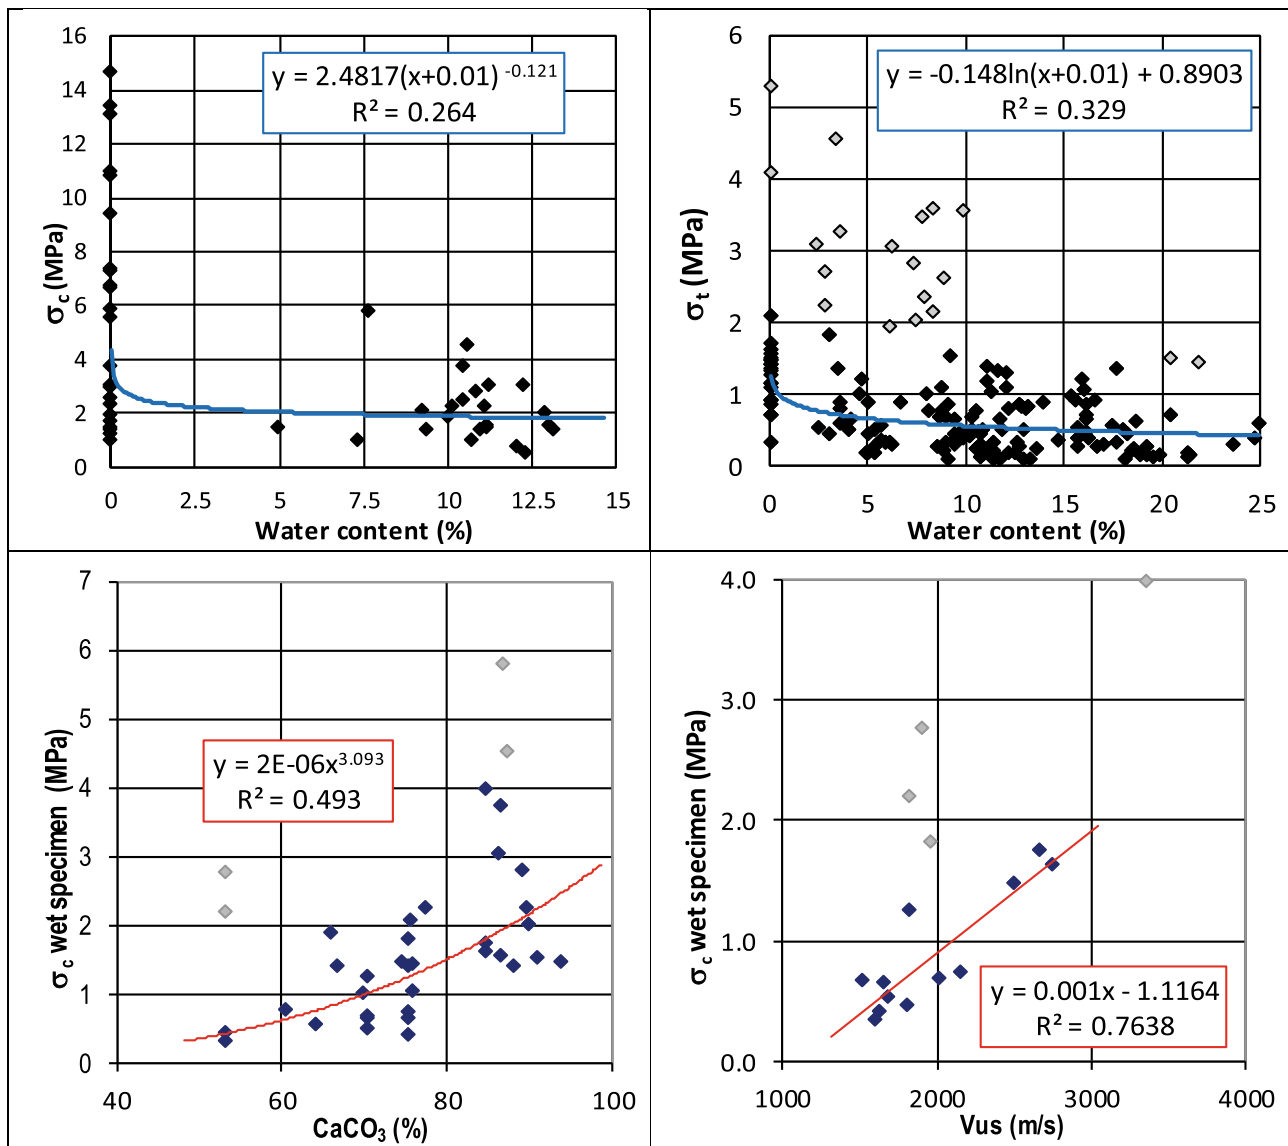 y = 2.4817(x+0.01) ^-0.121
R² = 0.264
16
14
12
10
8
6
4
2
0
σc (MPa)
0 2.5 5 7.5 10 12.5 15
Water content (%)
y = -0.148ln(x+0.01) + 0.8903
R² = 0.329
6
5
4
3
2
1
0
σt (MPa)
0 5 10 15 20 25
Water content (%)
y = 2E-06x^3.093
R² = 0.493
7
6
5
4
3
2
1
0
σc wet specimen (MPa)
40 60 80 100
CaCO₃ (%)
4.0
3.0
2.0
1.0
0.0
σc wet specimen (MPa)
y = 0.001x - 1.1164
R² = 0.7638
1000 2000 3000 4000
Vus (m/s)